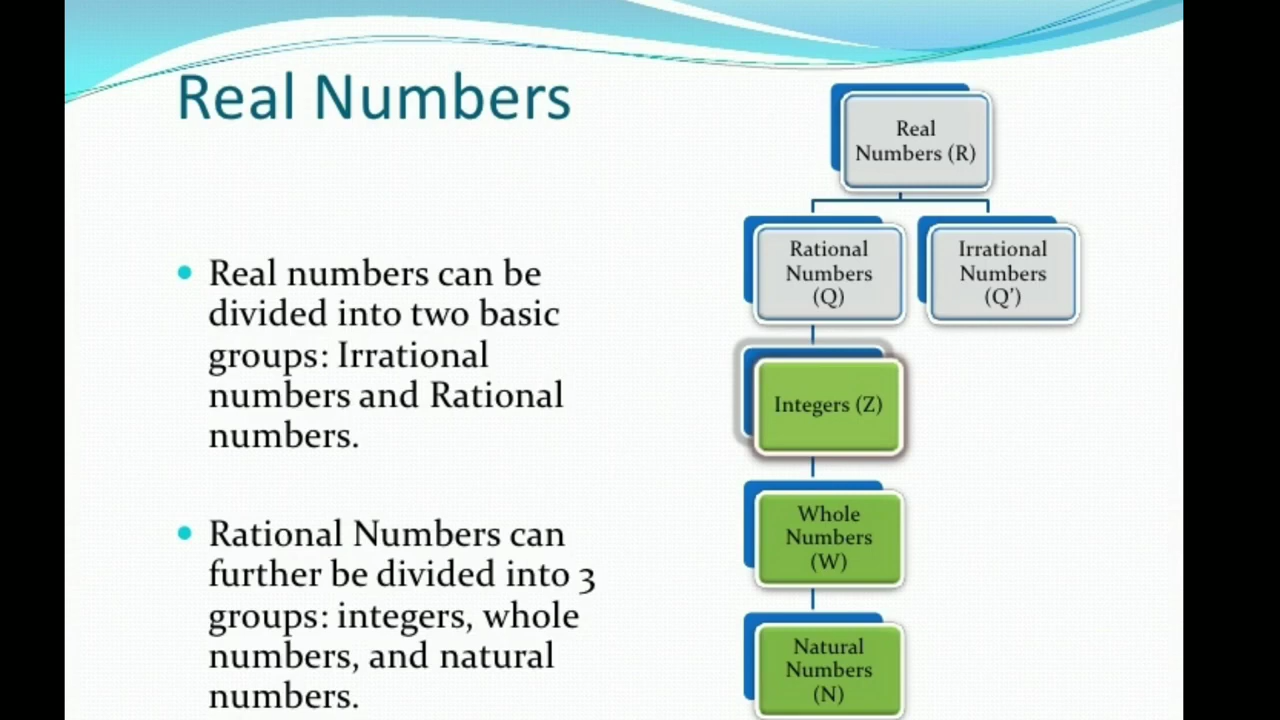 Real Numbers
Real numbers can be
divided into two basic
groups: Irrational
numbers and Rational
numbers.
Rational Numbers can
further be divided into 3
groups: integers, whole
numbers, and natural
numbers.
Real
Numbers (R)
Rational
Numbers
(Q)
Irrational
Numbers
(Q’)
Integers (Z)
Whole
Numbers
(W)
Natural
Numbers
(N)